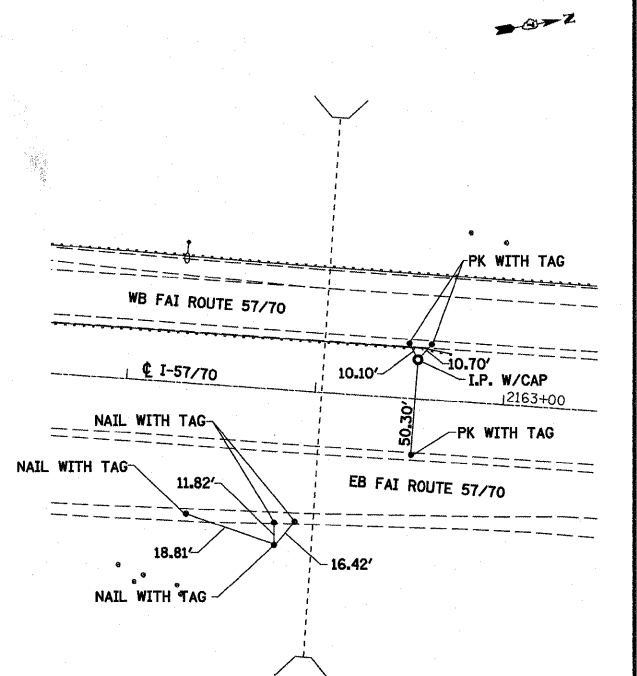 N
PK WITH TAG
WB FAI ROUTE 57/70
10.10'
10.70'
I.P. W/CAP
℄ I-57/70
2163+00
NAIL WITH TAG
50.30'
PK WITH TAG
NAIL WITH TAG
11.82'
EB FAI ROUTE 57/70
18.81'
16.42'
NAIL WITH TAG